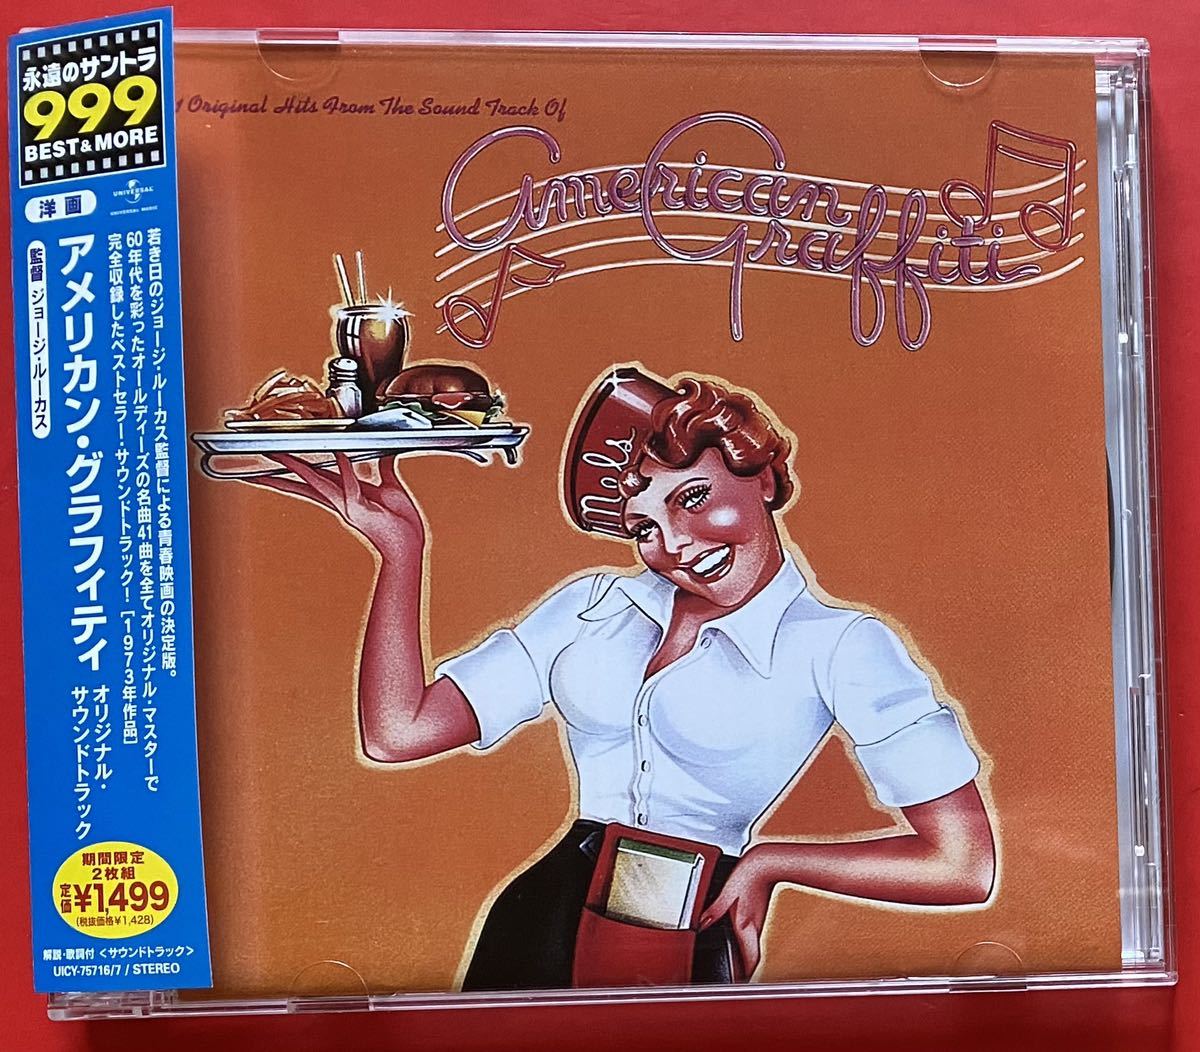 永遠のサントラ
999
BEST & MORE
洋画
UNIVERSAL
UNIVERSAL MUSIC
監督 ジョージ・ルーカス
アメリカン・グラフィティ
オリジナル・
サウンドトラック
若き日のジョージ・ルーカス監督による青春映画の決定版。
60年代を彩ったオールディーズの名曲41曲を全てオリジナル・マスターで
完全収録したベストセラー・サウンドトラック! [1973年作品]
期間限定
2枚組
定価 ¥1,499
(税抜価格¥1,428)
解説・歌詞付 <サウンドトラック>
UICY-75716/7 / STEREO
1 Original Hits From The Sound Track Of
American
Graffiti
Mels